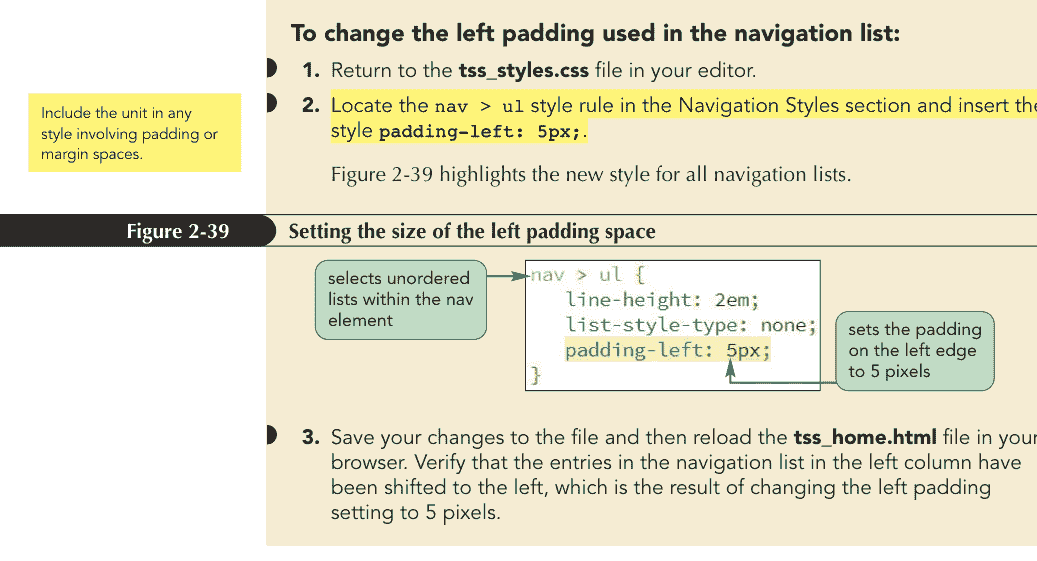 To change the left padding used in the navigation list:
1. Return to the tss_styles.css file in your editor.
2. Locate the nav > ul style rule in the Navigation Styles section and insert the
style padding-left: 5px;.
Include the unit in any
style involving padding or
margin spaces.
Figure 2-39 highlights the new style for all navigation lists.
Figure 2-39 Setting the size of the left padding space
selects unordered
lists within the nav
element
nav > ul {
line-height: 2em;
list-style-type: none;
padding-left: 5px;
}
sets the padding
on the left edge
to 5 pixels
3. Save your changes to the file and then reload the tss_home.html file in your
browser. Verify that the entries in the navigation list in the left column have
been shifted to the left, which is the result of changing the left padding
setting to 5 pixels.